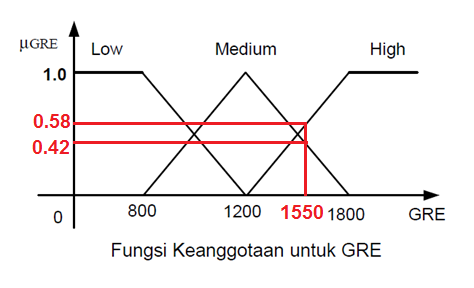 μGRE
Low Medium High
1.0
0.58
0.42
0 800 1200 1550 1800 GRE
Fungsi Keanggotaan untuk GRE